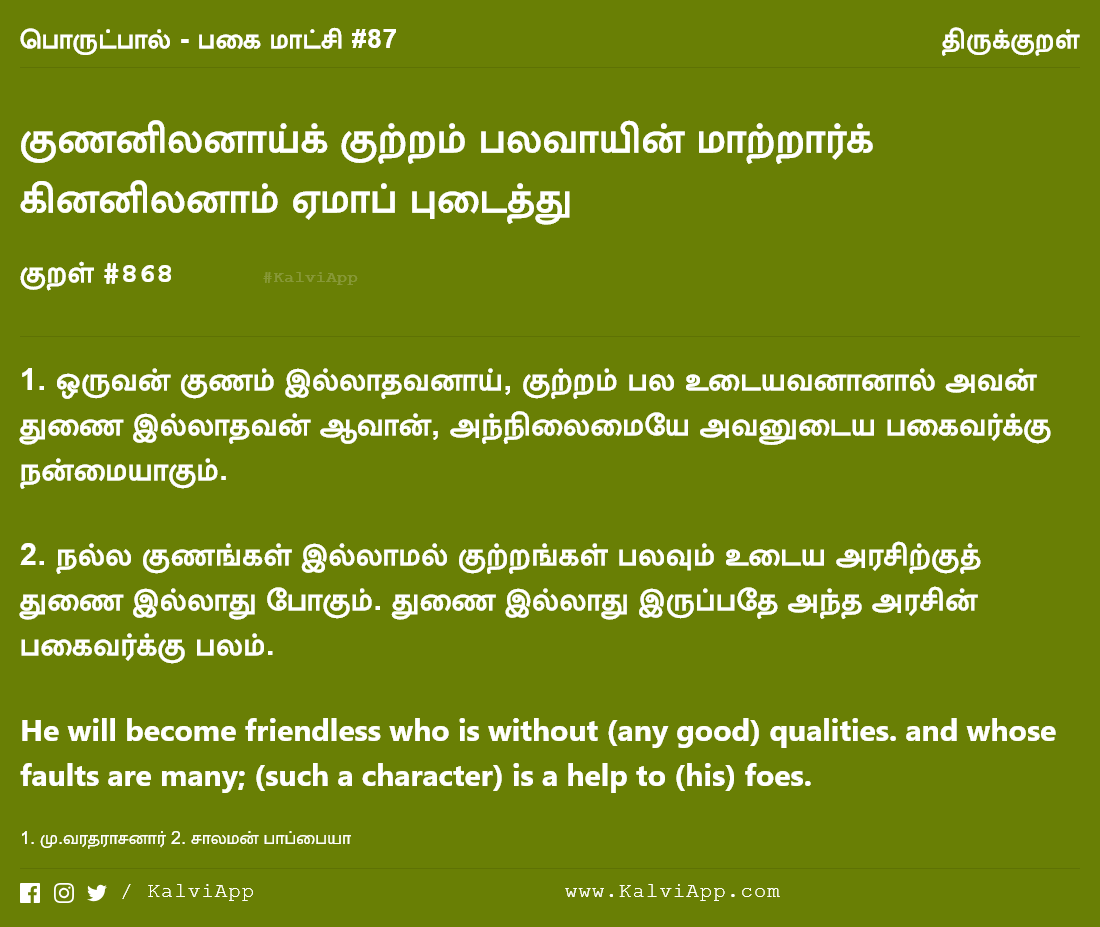 பொருட்பால் - பகை மாட்சி #87
திருக்குறள்
குணனிலனாய்க் குற்றம் பலவாயின் மாற்றார்க்
கினனிலனாம் ஏமாப் புடைத்து
குறள் #868
#KalviApp
1. ஒருவன் குணம் இல்லாதவனாய், குற்றம் பல உடையவனானால் அவன்
துணை இல்லாதவன் ஆவான், அந்நிலைமையே அவனுடைய பகைவர்க்கு
நன்மையாகும்.
2. நல்ல குணங்கள் இல்லாமல் குற்றங்கள் பலவும் உடைய அரசிற்குத்
துணை இல்லாது போகும். துணை இல்லாது இருப்பதே அந்த அரசின்
பகைவர்க்கு பலம்.
He will become friendless who is without (any good) qualities. and whose
faults are many; (such a character) is a help to (his) foes.
1. மு.வரதராசனார் 2. சாலமன் பாப்பையா
/ KalviApp
www.KalviApp.com